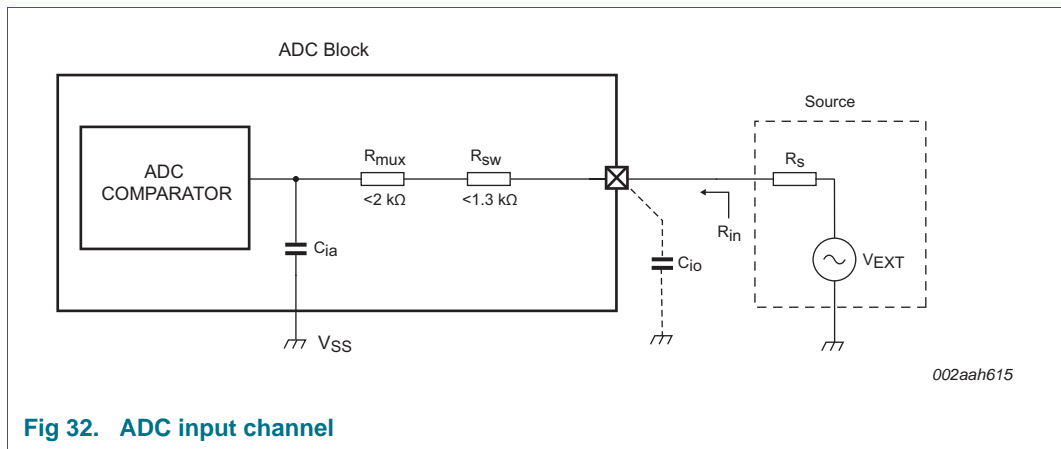 ADC Block
Source
ADC
COMPARATOR
Rmux
<2 kΩ
Rsw
<1.3 kΩ
Rs
Rin
Cia
Cio
VEXT
VSS
002aah615
Fig 32. ADC input channel